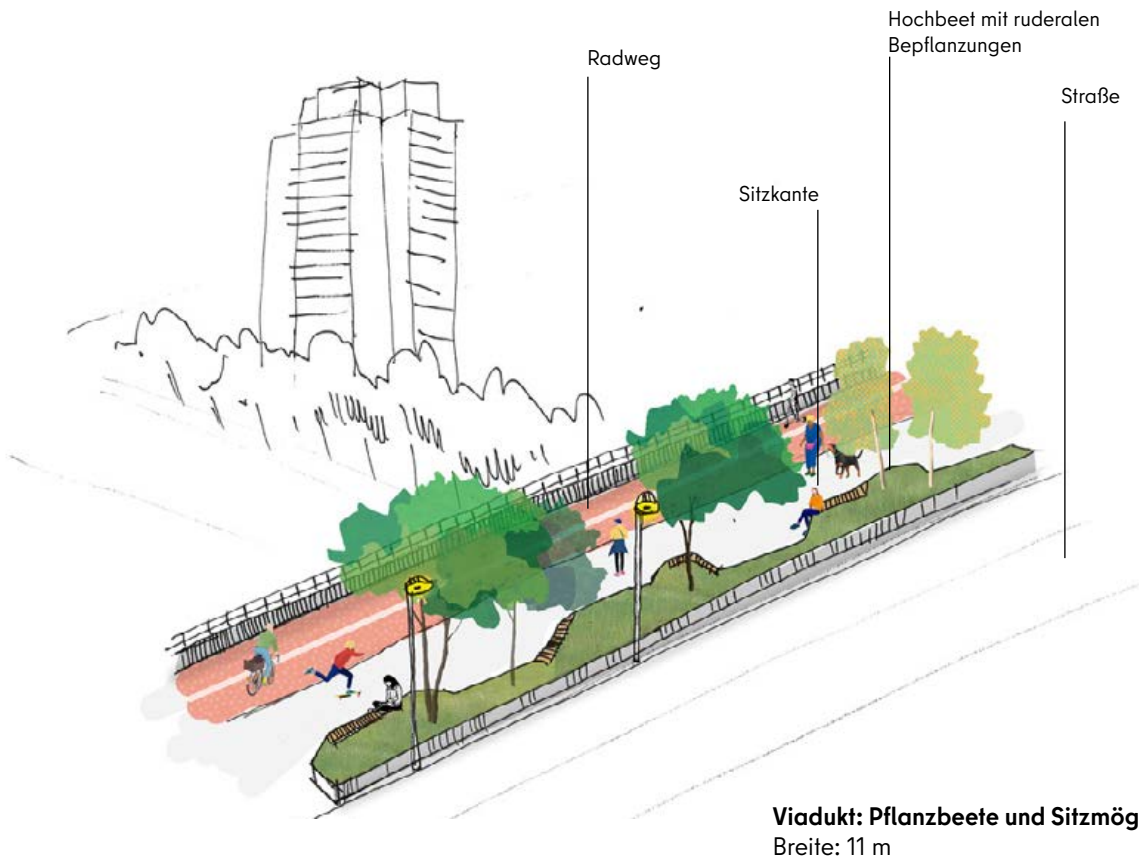 Hochbeet mit ruderalen
Bepflanzungen
Radweg
Straße
Sitzkante
Viadukt: Pflanzbeete und Sitzmög
Breite: 11 m